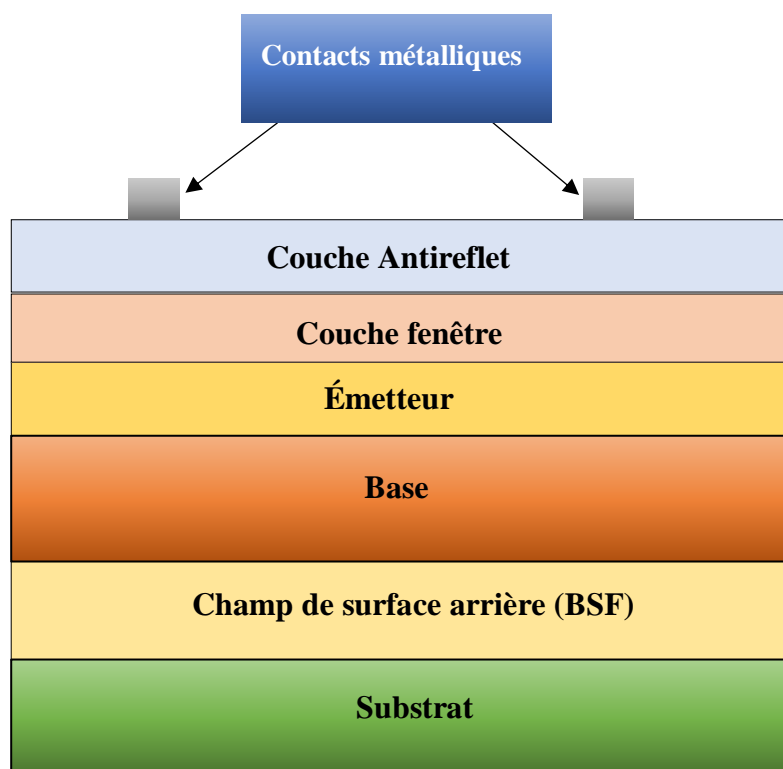 Contacts métalliques
Couche Antireflet
Couche fenêtre
Émetteur
Base
Champ de surface arrière (BSF)
Substrat